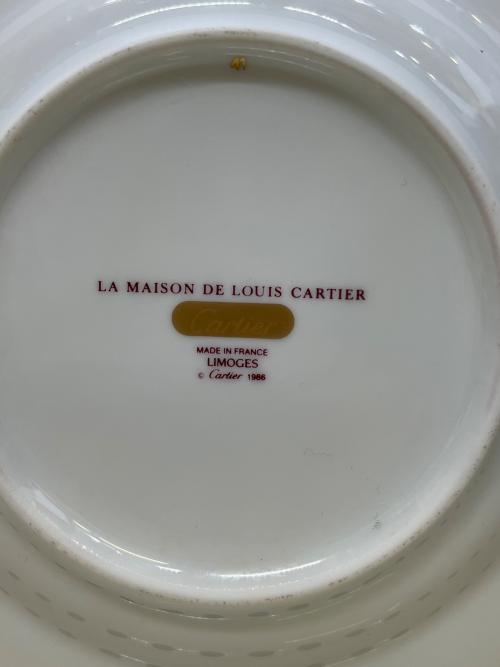 LA MAISON DE LOUIS CARTIER
Cartier
MADE IN FRANCE
LIMOGES
© Cartier 1986